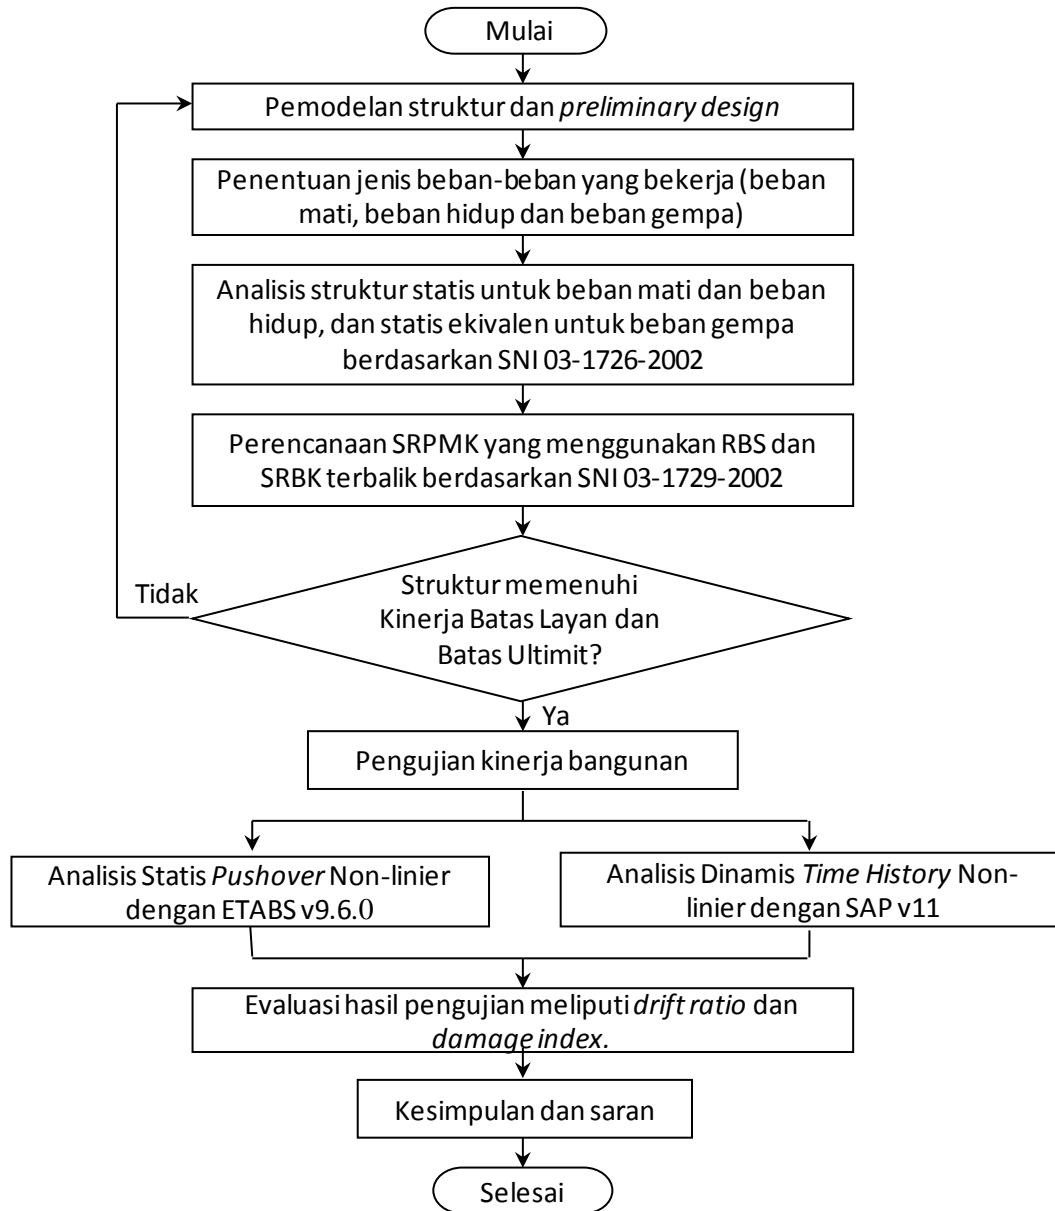 Mulai
Pemodelan struktur dan preliminary design
Penentuan jenis beban-beban yang bekerja (beban
mati, beban hidup dan beban gempa)
Analisis struktur statis untuk beban mati dan beban
hidup, dan statis ekivalen untuk beban gempa
berdasarkan SNI 03-1726-2002
Perencanaan SRPMK yang menggunakan RBS dan
SRBK terbalik berdasarkan SNI 03-1729-2002
Tidak
Struktur memenuhi
Kinerja Batas Layan dan
Batas Ultimit?
Ya
Pengujian kinerja bangunan
Analisis Statis Pushover Non-linier
dengan ETABS v9.6.0
Analisis Dinamis Time History Non-
linier dengan SAP v11
Evaluasi hasil pengujian meliputi drift ratio dan
damage index.
Kesimpulan dan saran
Selesai